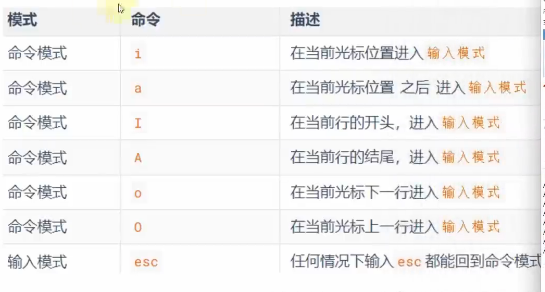 模式 命令 描述
命令模式 i 在当前光标位置进入 输入模式
命令模式 a 在当前光标位置 之后 进入 输入模式
命令模式 I 在当前行的开头，进入 输入模式
命令模式 A 在当前行的结尾，进入 输入模式
命令模式 o 在当前光标下一行进入 输入模式
命令模式 O 在当前光标上一行进入 输入模式
输入模式 esc 任何情况下输入 esc 都能回到命令模式